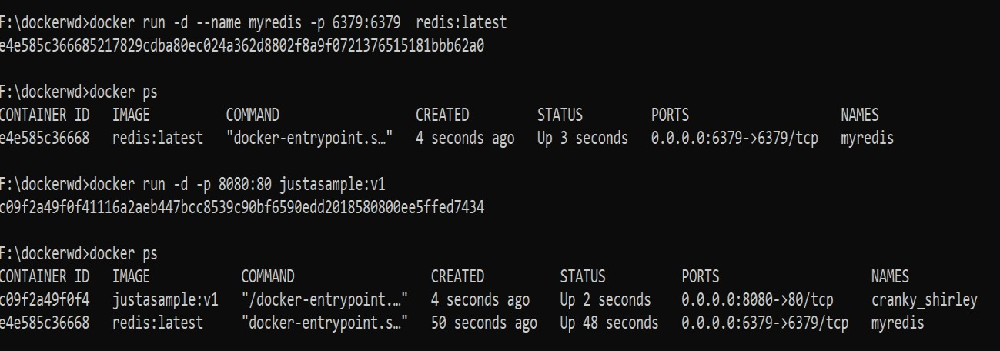 F:\dockerwd>docker run -d --name myredis -p 6379:6379  redis:latest
e4e585c366685217829cdba80ec024a362d8802f8a9f0721376515181bbb62a0
F:\dockerwd>docker ps
CONTAINER ID   IMAGE          COMMAND                  CREATED         STATUS         PORTS                    NAMES
e4e585c36668   redis:latest   "docker-entrypoint.s…"   4 seconds ago   Up 3 seconds   0.0.0.0:6379->6379/tcp   myredis
F:\dockerwd>docker run -d -p 8080:80 justasample:v1
c09f2a49f0f41116a2aeb447bcc8539c90bf6590edd2018580800ee5ffed7434
F:\dockerwd>docker ps
CONTAINER ID   IMAGE            COMMAND                  CREATED          STATUS          PORTS                    NAMES
c09f2a49f0f4   justasample:v1   "/docker-entrypoint.…"   4 seconds ago    Up 2 seconds    0.0.0.0:8080->80/tcp     cranky_shirley
e4e585c36668   redis:latest     "docker-entrypoint.s…"   50 seconds ago   Up 48 seconds   0.0.0.0:6379->6379/tcp   myredis